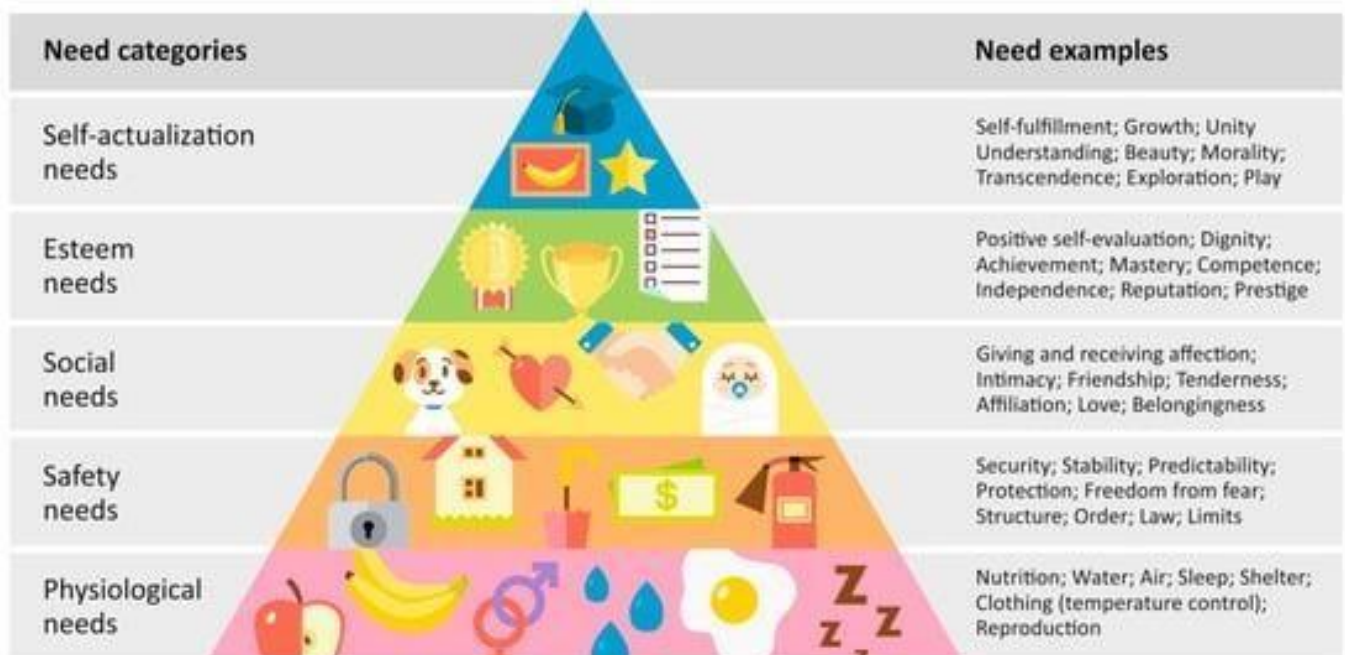 Need categories
Need examples
Self-actualization
needs
Self-fulfillment; Growth; Unity
Understanding; Beauty; Morality;
Transcendence; Exploration; Play
Esteem
needs
Positive self-evaluation; Dignity;
Achievement; Mastery; Competence;
Independence; Reputation; Prestige
Social
needs
Giving and receiving affection;
Intimacy; Friendship; Tenderness;
Affiliation; Love; Belongingness
Safety
needs
$
Security; Stability; Predictability;
Protection; Freedom from fear;
Structure; Order; Law; Limits
Physiological
needs
Z
Z
Z
Nutrition; Water; Air; Sleep; Shelter;
Clothing (temperature control);
Reproduction